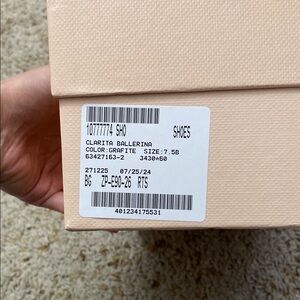 10777774 SHO SHOES
CLARITA BALLERINA
COLOR:GRAFITE SIZE:7.5B
63427163-2 3430*60
271225 07/25/24
BG ZP-E90-26 RTS
401234175531